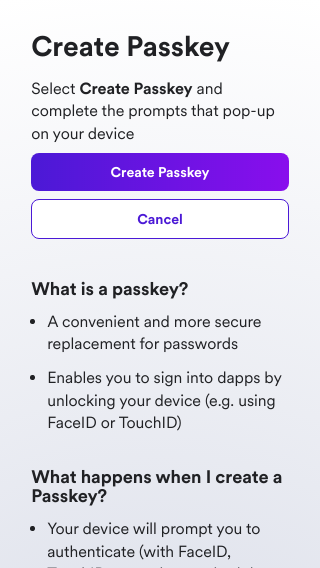 Create Passkey
Select Create Passkey and
complete the prompts that pop-up
on your device
Create Passkey
Cancel
What is a passkey?
• A convenient and more secure
replacement for passwords
• Enables you to sign into dapps by
unlocking your device (e.g. using
FaceID or TouchID)
What happens when I create a
Passkey?
• Your device will prompt you to
authenticate (with FaceID,